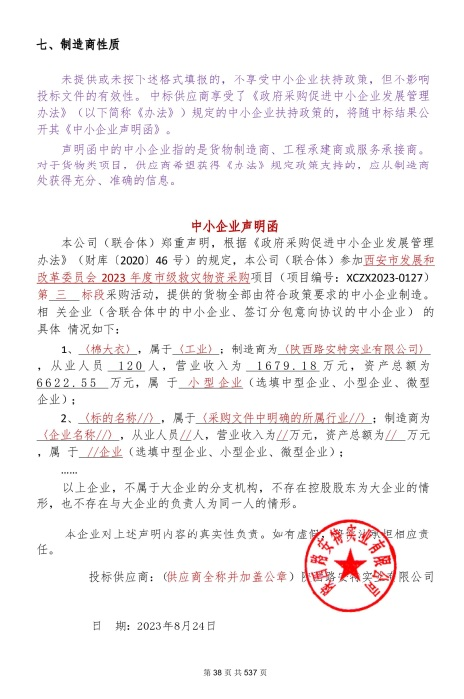 七、制造商性质
未提供或未按下述格式填报的，不享受中小企业扶持政策，但不影响
投标文件的有效性。 中标供应商享受了《政府采购促进中小企业发展管理
办法》（以下简称《办法》）规定的中小企业扶持政策的，将随中标结果公
开其《中小企业声明函》。
声明函中的中小企业指的是货物制造商、工程承建商或服务承接商。
对于货物类项目，供应商希望获得《办法》规定政策支持的，应从制造商
处获得充分、准确的信息。
中小企业声明函
本公司（联合体）郑重声明，根据《政府采购促进中小企业发展管理
办法》（财库〔2020〕46 号）的规定，本公司（联合体）参加西安市发展和
改革委员会 2023 年度市级救灾物资采购项目（项目编号：XCZX2023-0127）
第 三 标段采购活动，提供的货物全部由符合政策要求的中小企业制造。
相 关企业（含联合体中的中小企业、签订分包意向协议的中小企业） 的
具体 情况如下：
1、〈棉大衣〉，属于〈工业〉；制造商为〈陕西路安特实业有限公司〉
，从业人员 120人，营业收入为 1679.18 万元，资产总额为
6622.55 万元，属 于 小型企业（选填中型企业、小型企业、微型
企业）；
2、〈标的名称//〉，属于〈采购文件中明确的所属行业//〉；制造商为
〈企业名称//〉，从业人员//人，营业收入为//万元，资产总额为// 万元
，属 于 //企业（选填中型企业、小型企业、微型企业）；
……
以上企业，不属于大企业的分支机构，不存在控股股东为大企业的情
形，也不存在与大企业的负责人为同一人的情形。
本企业对上述声明内容的真实性负责。如有虚假，将依法承担相应责
任。
投标供应商：（供应商全称并加盖公章）陕西路安特实业有限公司
日 期：2023年8月24日
第 38 页 共 537 页